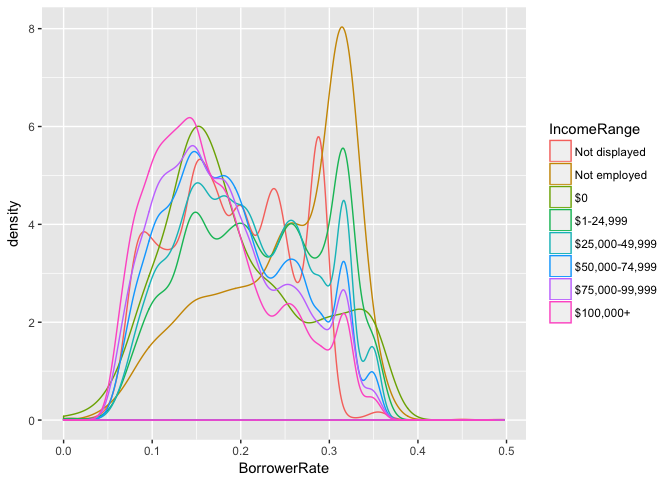 8
6
4
2
0
density
0.0 0.1 0.2 0.3 0.4 0.5
BorrowerRate
IncomeRange
Not displayed
Not employed
$0
$1-24,999
$25,000-49,999
$50,000-74,999
$75,000-99,999
$100,000+